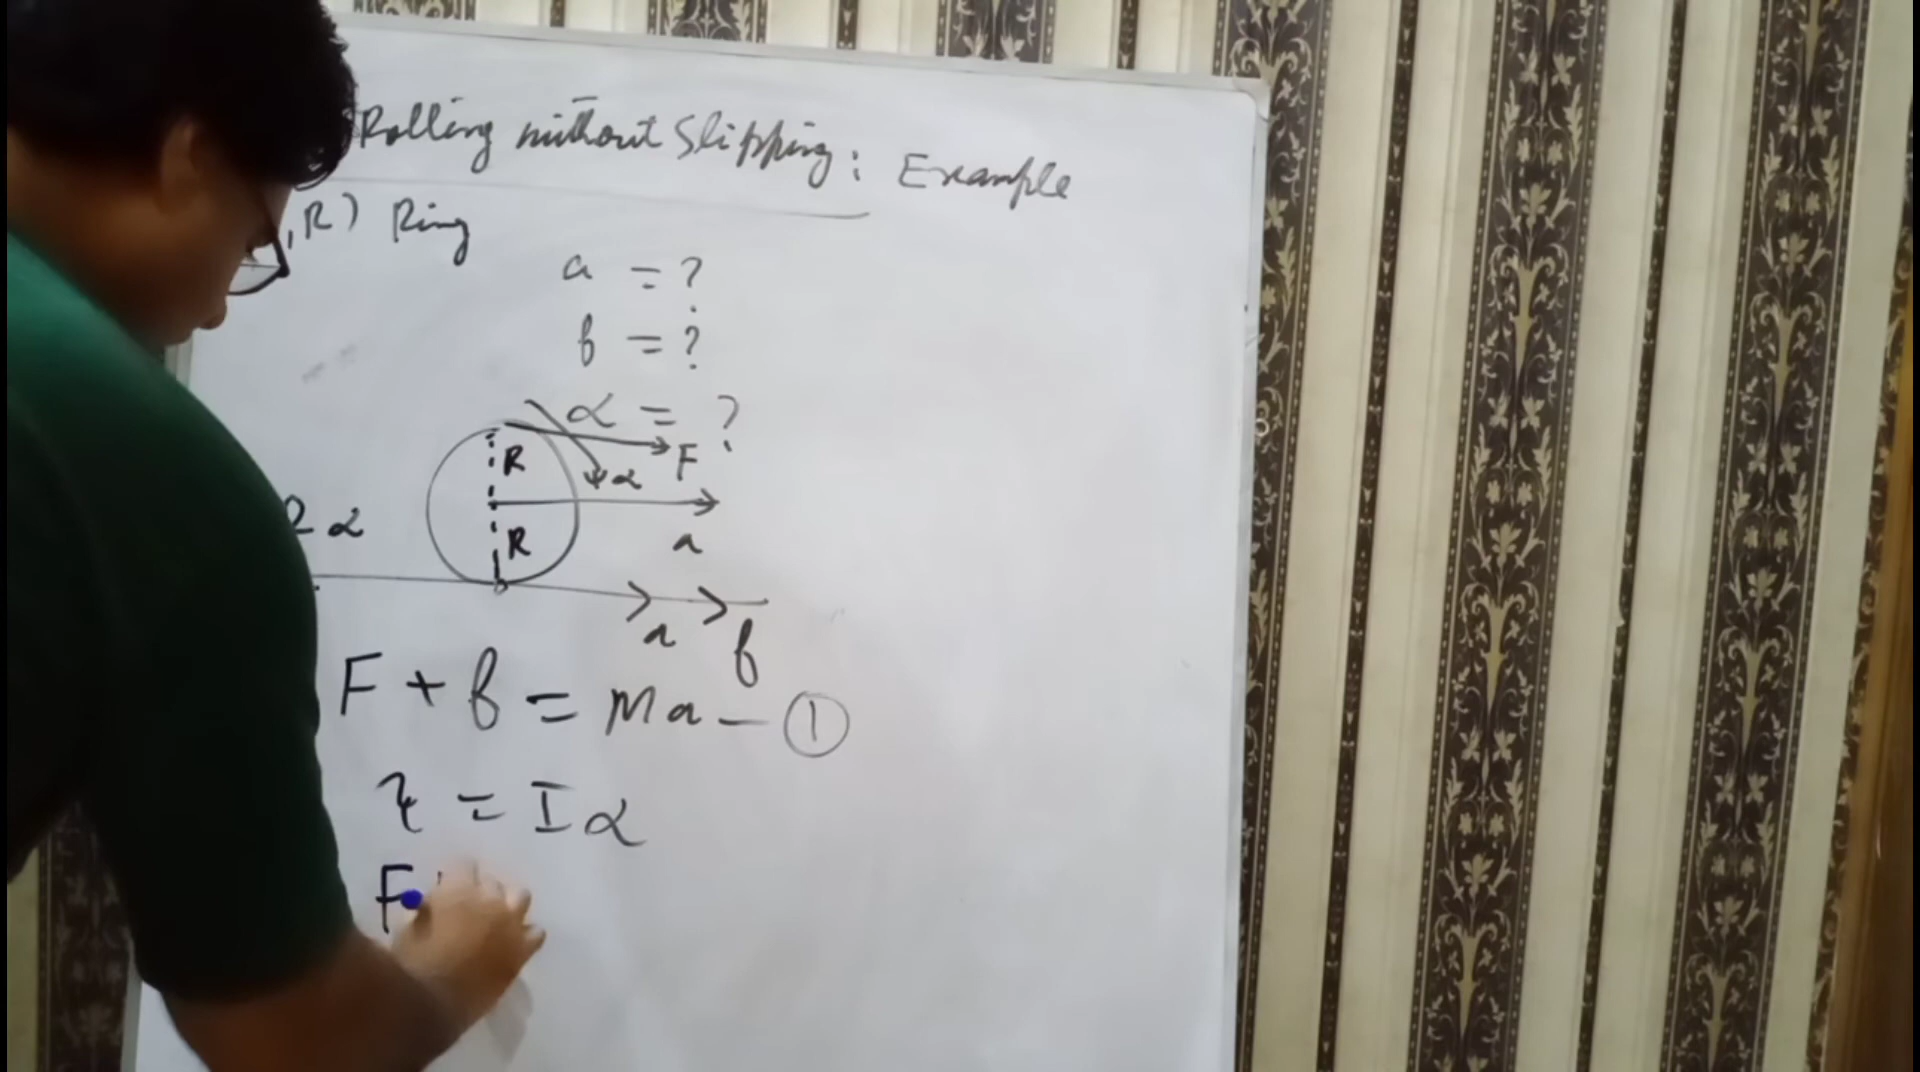 Rolling without Slipping: Example
, R) Ring
a = ?
f = ?
α = ?
R
F
α
R
a
α
a
f
F + f = Ma — ①
τ = Iα
F